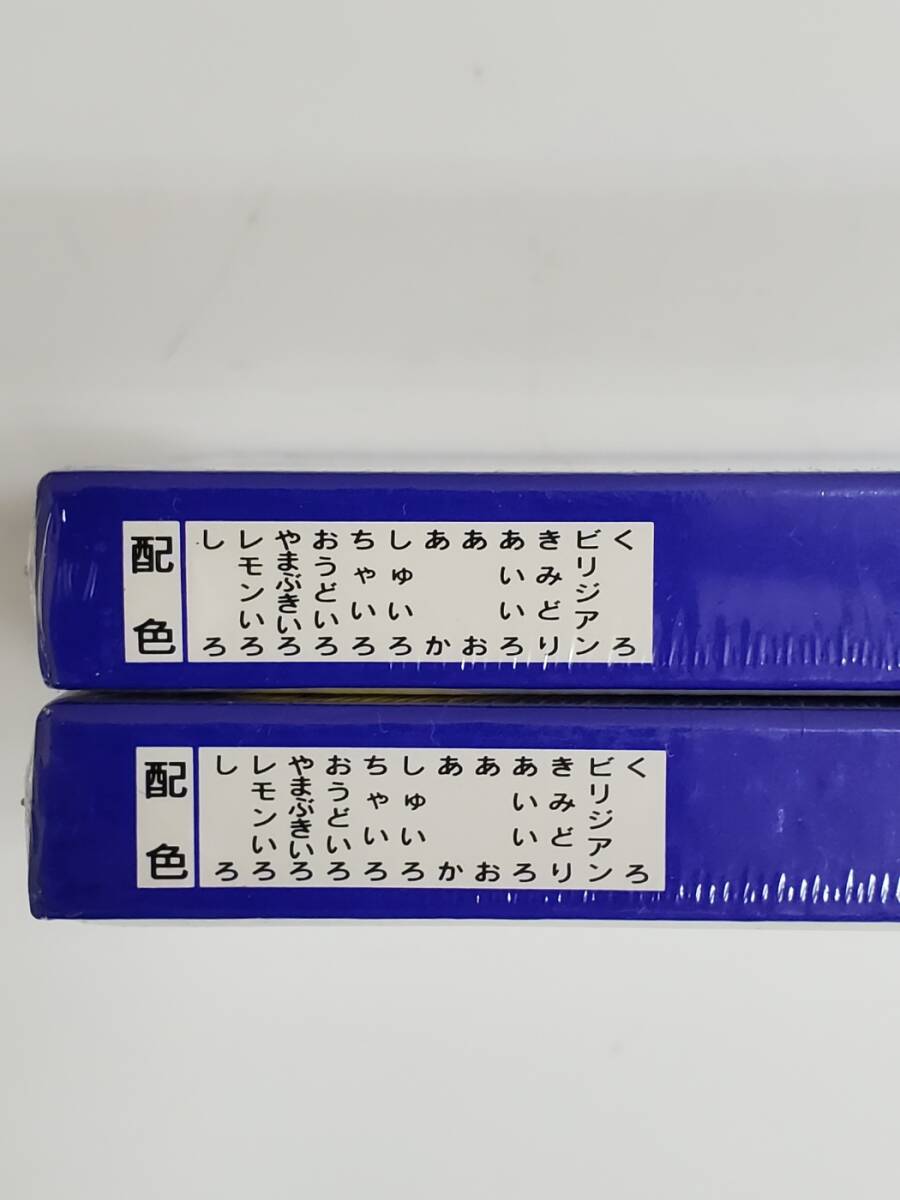 配色
しろ
レモンいろ
やまぶきいろ
おうどいろ
ちゃいろ
しゅいろ
あか
あお
あいいろ
きみどり
ビリジアン
くろ
配色
しろ
レモンいろ
やまぶきいろ
おうどいろ
ちゃいろ
しゅいろ
あか
あお
あいいろ
きみどり
ビリジアン
くろ